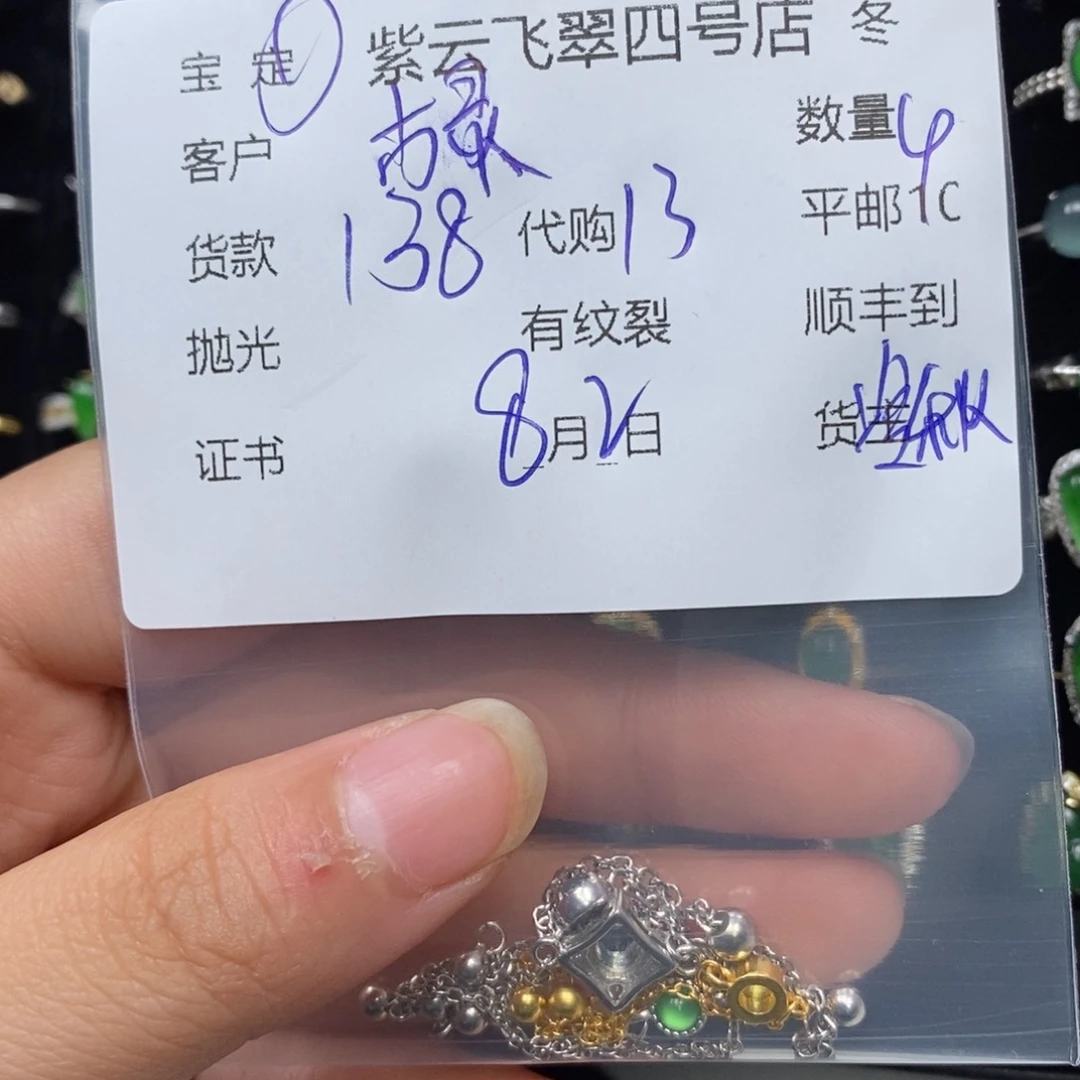 紫云飞翠四号店 冬
宝 定
客户 数量4
货款 138 代购13 平邮1C
抛光 有纹裂 顺丰到
证书 8月2日 货主